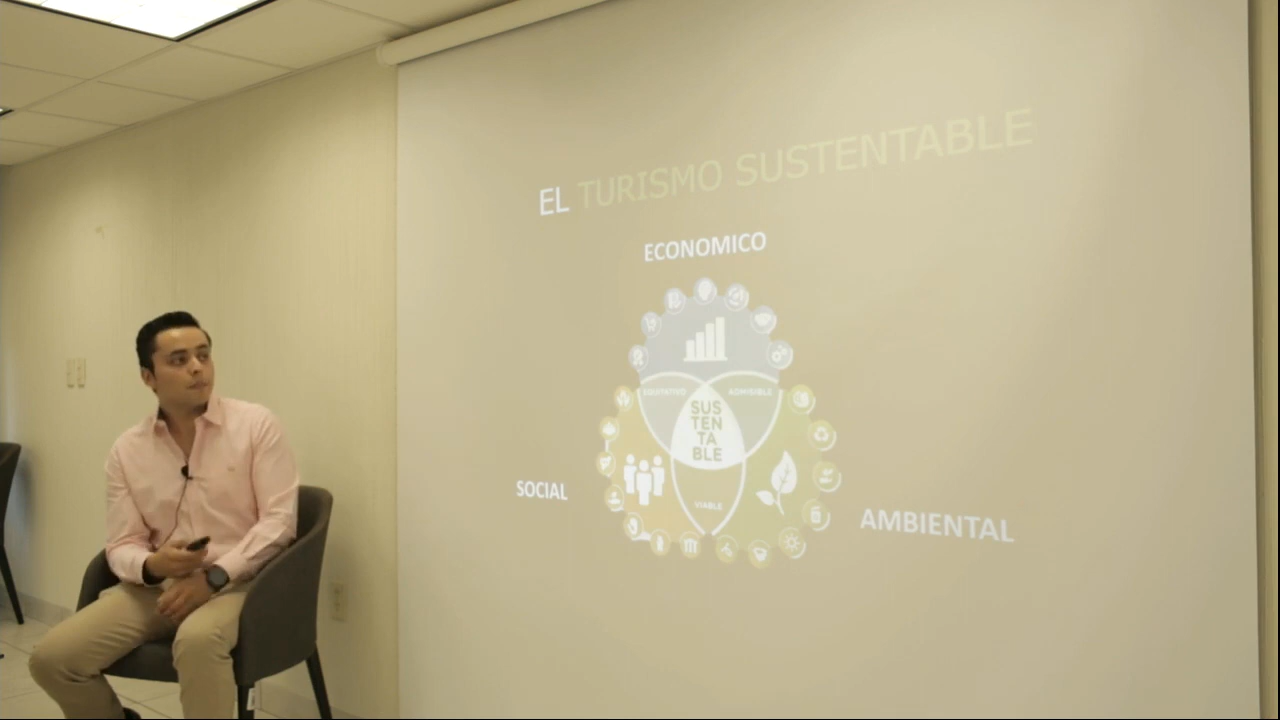 EL TURISMO SUSTENTABLE
ECONOMICO
EQUITATIVO
ADMISIBLE
SUS
TEN
TA
BLE
SOCIAL
VIABLE
AMBIENTAL